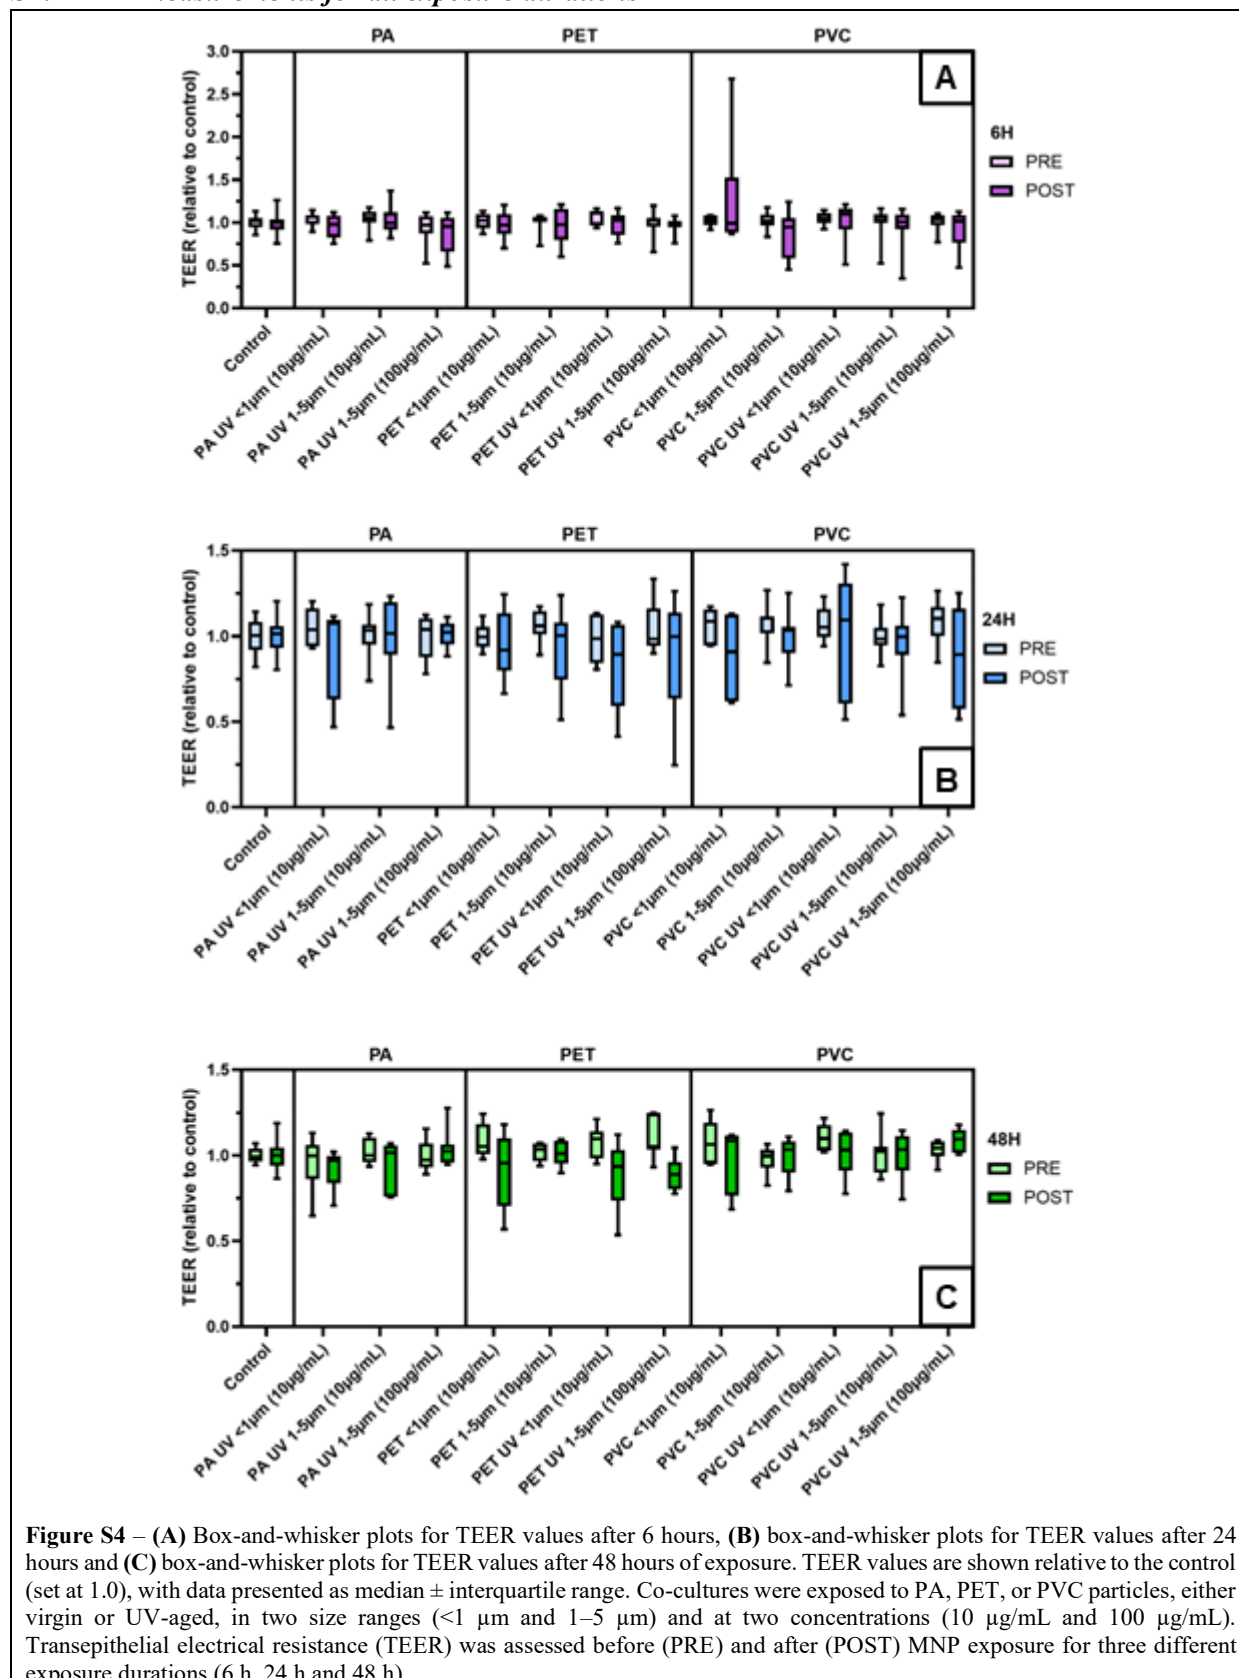 PA PET PVC
3.0
2.5
2.0
1.5
1.0
0.5
0.0
TEER (relative to control)
A
6H
PRE
POST
Control
PA UV <1µm (10µg/mL)
PA UV 1-5µm (10µg/mL)
PA UV 1-5µm (100µg/mL)
PET <1µm (10µg/mL)
PET 1-5µm (10µg/mL)
PET UV <1µm (10µg/mL)
PET UV 1-5µm (100µg/mL)
PVC <1µm (10µg/mL)
PVC 1-5µm (10µg/mL)
PVC UV <1µm (10µg/mL)
PVC UV 1-5µm (10µg/mL)
PVC UV 1-5µm (100µg/mL)
PA PET PVC
1.5
1.0
0.5
0.0
TEER (relative to control)
24H
PRE
POST
B
Control
PA UV <1µm (10µg/mL)
PA UV 1-5µm (10µg/mL)
PA UV 1-5µm (100µg/mL)
PET <1µm (10µg/mL)
PET 1-5µm (10µg/mL)
PET UV <1µm (10µg/mL)
PET UV 1-5µm (100µg/mL)
PVC <1µm (10µg/mL)
PVC 1-5µm (10µg/mL)
PVC UV <1µm (10µg/mL)
PVC UV 1-5µm (10µg/mL)
PVC UV 1-5µm (100µg/mL)
PA PET PVC
1.5
1.0
0.5
0.0
TEER (relative to control)
48H
PRE
POST
C
Control
PA UV <1µm (10µg/mL)
PA UV 1-5µm (10µg/mL)
PA UV 1-5µm (100µg/mL)
PET <1µm (10µg/mL)
PET 1-5µm (10µg/mL)
PET UV <1µm (10µg/mL)
PET UV 1-5µm (100µg/mL)
PVC <1µm (10µg/mL)
PVC 1-5µm (10µg/mL)
PVC UV <1µm (10µg/mL)
PVC UV 1-5µm (10µg/mL)
PVC UV 1-5µm (100µg/mL)
Figure S4 – (A) Box-and-whisker plots for TEER values after 6 hours, (B) box-and-whisker plots for TEER values after 24
hours and (C) box-and-whisker plots for TEER values after 48 hours of exposure. TEER values are shown relative to the control
(set at 1.0), with data presented as median ± interquartile range. Co-cultures were exposed to PA, PET, or PVC particles, either
virgin or UV-aged, in two size ranges (<1 µm and 1–5 µm) and at two concentrations (10 µg/mL and 100 µg/mL).
Transepithelial electrical resistance (TEER) was assessed before (PRE) and after (POST) MNP exposure for three different
exposure durations (6 h, 24 h and 48 h)